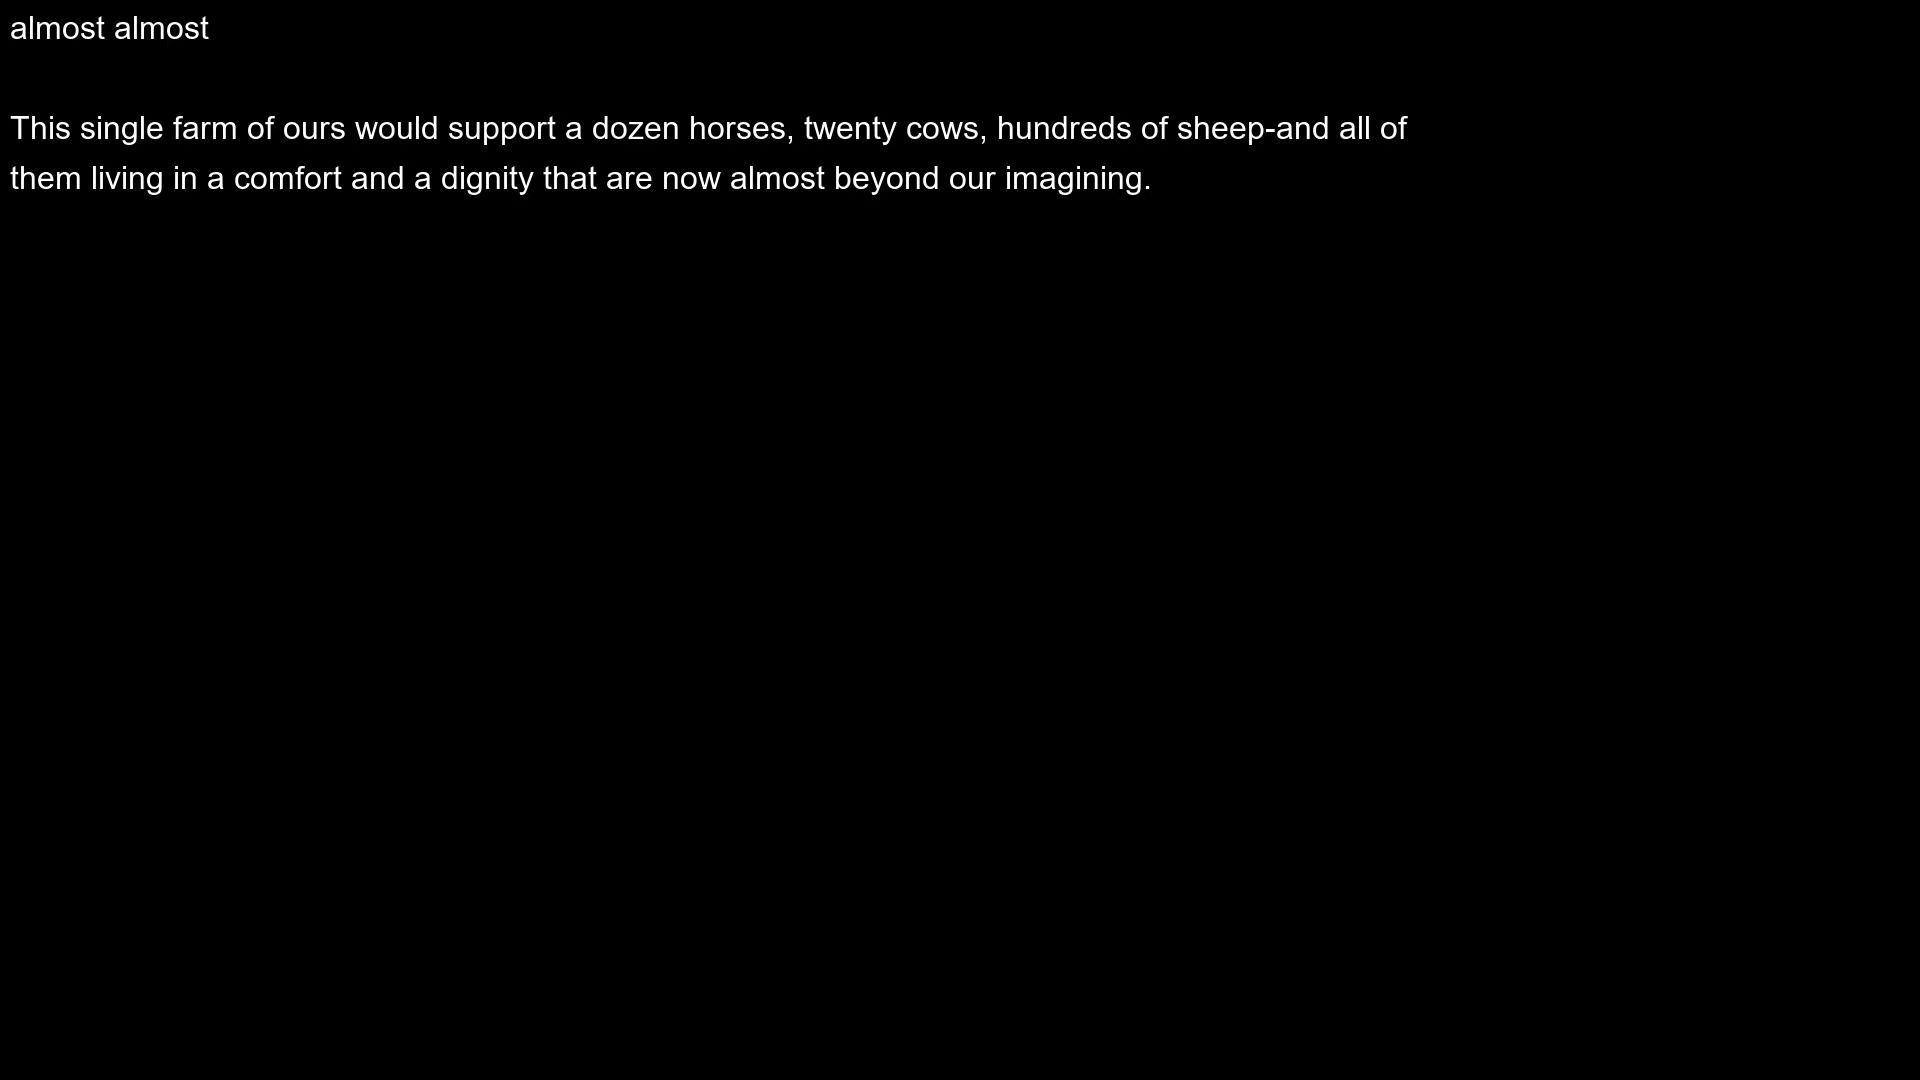 almost almost
This single farm of ours would support a dozen horses, twenty cows, hundreds of sheep-and all of
them living in a comfort and a dignity that are now almost beyond our imagining.